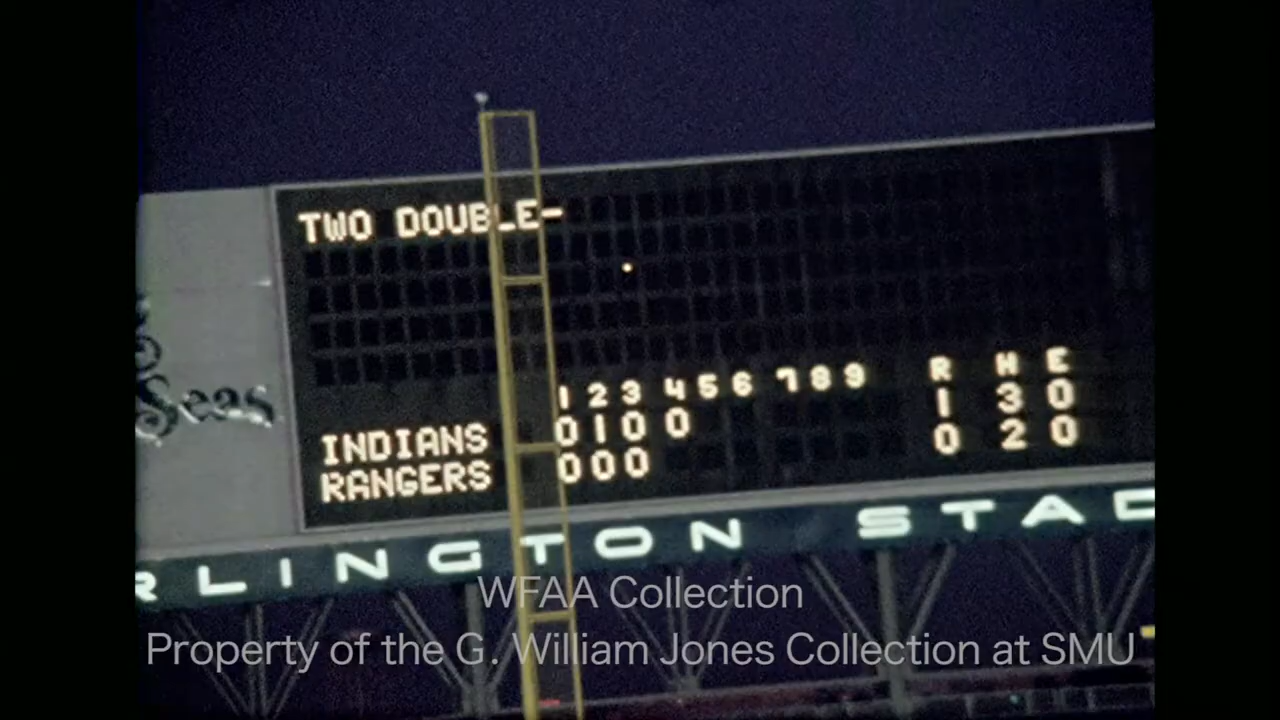 TWO DOUBLE-
Seas
1 2 3 4 5 6 7 8 9 R H E
INDIANS 0 1 0 0 1 3 0
RANGERS 0 0 0 0 2 0
RLINGTON STAD
WFAA Collection
Property of the G. William Jones Collection at SMU